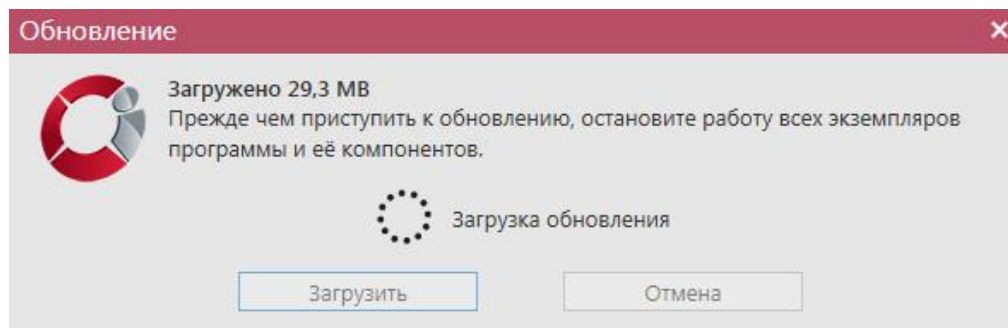 Обновление
Загружено 29,3 MB
Прежде чем приступить к обновлению, остановите работу всех экземпляров
программы и её компонентов.
Загрузка обновления
Загрузить
Отмена